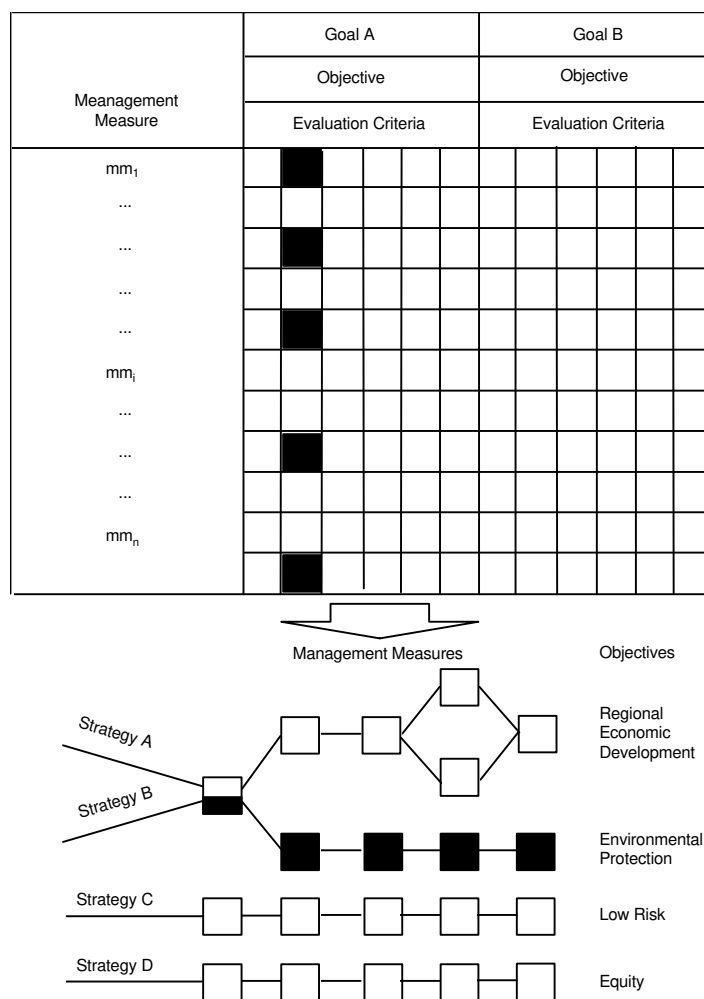 Goal A
Goal B
Objective
Objective
Meanagement
Measure
Evaluation Criteria
Evaluation Criteria
mm1
...
...
...
...
mmi
...
...
...
mmn
Management Measures
Objectives
Strategy A
Regional
Economic
Development
Strategy B
Environmental
Protection
Strategy C
Low Risk
Strategy D
Equity